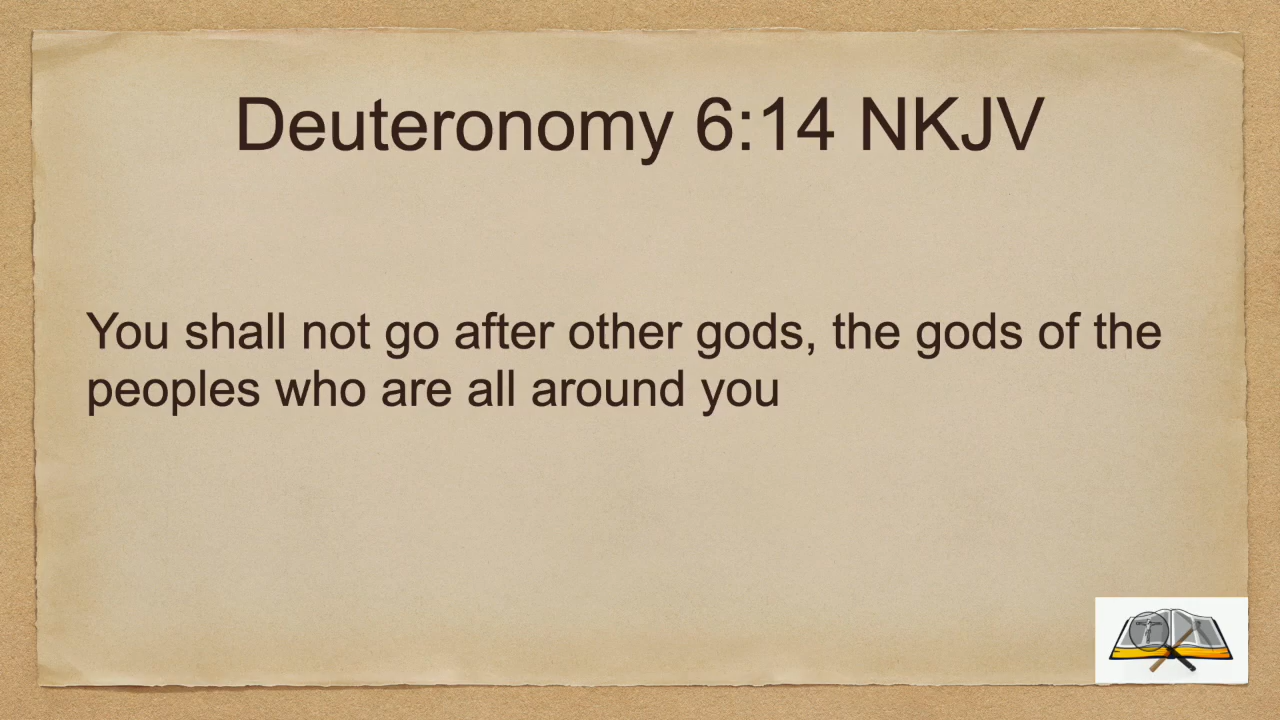 Deuteronomy 6:14 NKJV
You shall not go after other gods, the gods of the
peoples who are all around you